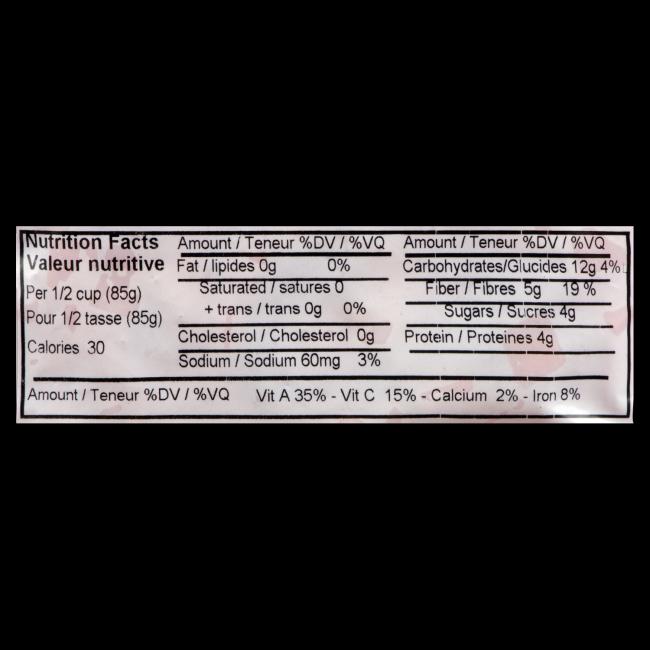 Nutrition Facts
Valeur nutritive
Per 1/2 cup (85g)
Pour 1/2 tasse (85g)
Calories 30
Amount / Teneur %DV / %VQ
Fat / lipides 0g 0%
Saturated / satures 0
+ trans / trans 0g 0%
Cholesterol / Cholesterol 0g
Sodium / Sodium 60mg 3%
Amount / Teneur %DV / %VQ
Carbohydrates/Glucides 12g 4%
Fiber / Fibres 5g 19 %
Sugars / Sucres 4g
Protein / Proteines 4g
Amount / Teneur %DV / %VQ Vit A 35% - Vit C 15% - Calcium 2% - Iron 8%